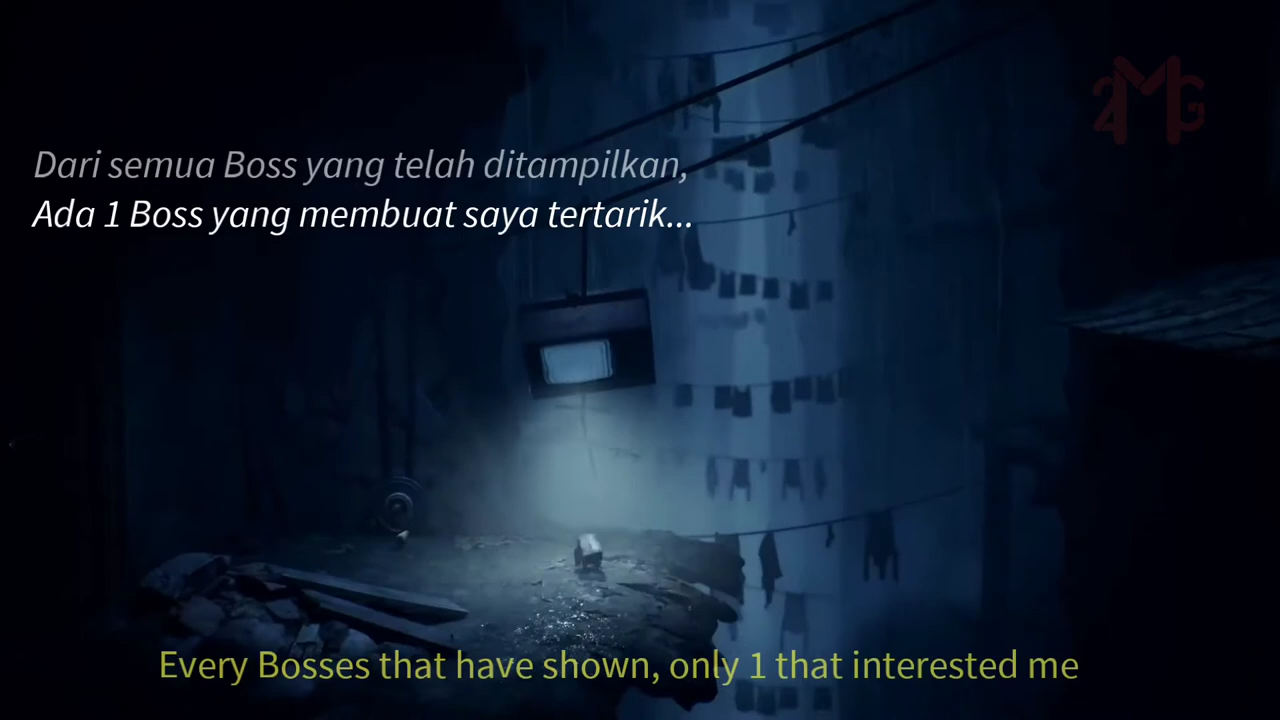 2MG
Dari semua Boss yang telah ditampilkan,
Ada 1 Boss yang membuat saya tertarik...
Every Bosses that have shown, only 1 that interested me